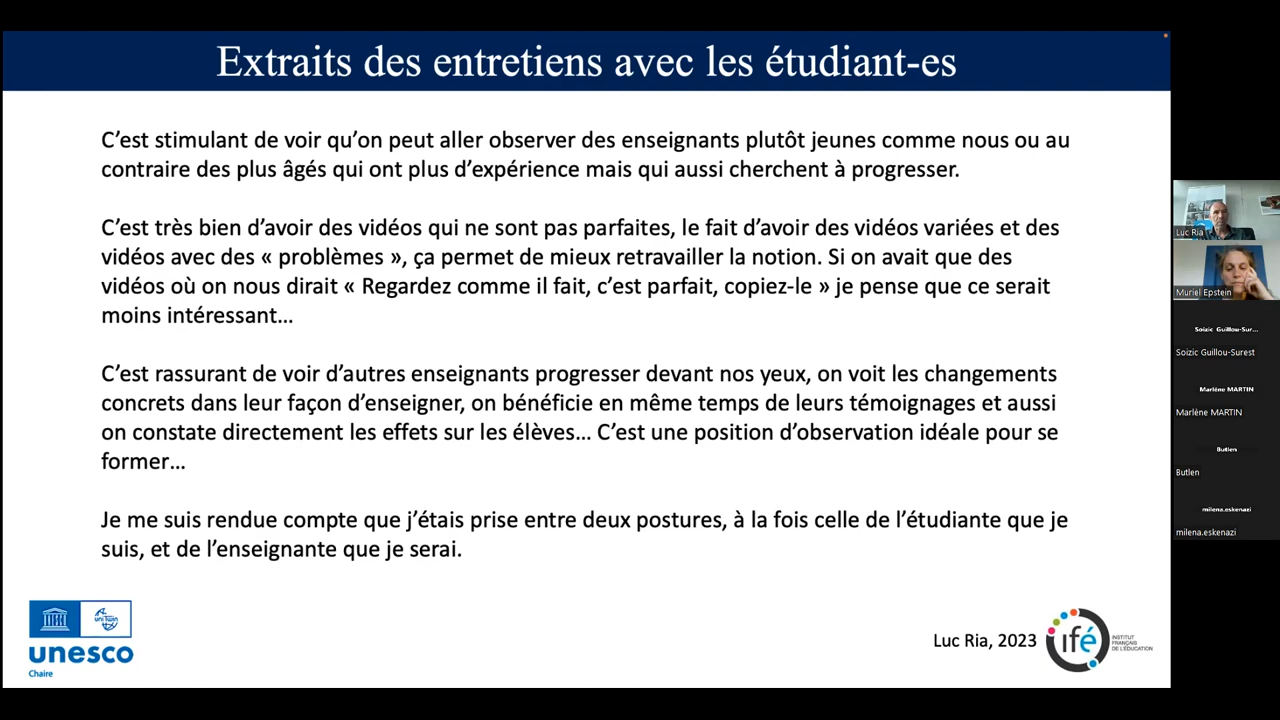 Extraits des entretiens avec les étudiant-es
C’est stimulant de voir qu’on peut aller observer des enseignants plutôt jeunes comme nous ou au
contraire des plus âgés qui ont plus d’expérience mais qui aussi cherchent à progresser.
C’est très bien d’avoir des vidéos qui ne sont pas parfaites, le fait d’avoir des vidéos variées et des
vidéos avec des « problèmes », ça permet de mieux retravailler la notion. Si on avait que des
vidéos où on nous dirait « Regardez comme il fait, c’est parfait, copiez-le » je pense que ce serait
moins intéressant…
C’est rassurant de voir d’autres enseignants progresser devant nos yeux, on voit les changements
concrets dans leur façon d’enseigner, on bénéficie en même temps de leurs témoignages et aussi
on constate directement les effets sur les élèves… C’est une position d’observation idéale pour se
former…
Je me suis rendue compte que j’étais prise entre deux postures, à la fois celle de l’étudiante que je
suis, et de l’enseignante que je serai.
uniTwin
unesco
Chaire
Luc Ria, 2023
ifé
INSTITUT
FRANÇAIS
DE L'ÉDUCATION
Luc Ria
Muriel Epstein
Soizic Guillou-Sur...
Soizic Guillou-Surest
Marlène MARTIN
Marlène MARTIN
Butlen
Butlen
milena.eskenazi
milena.eskenazi